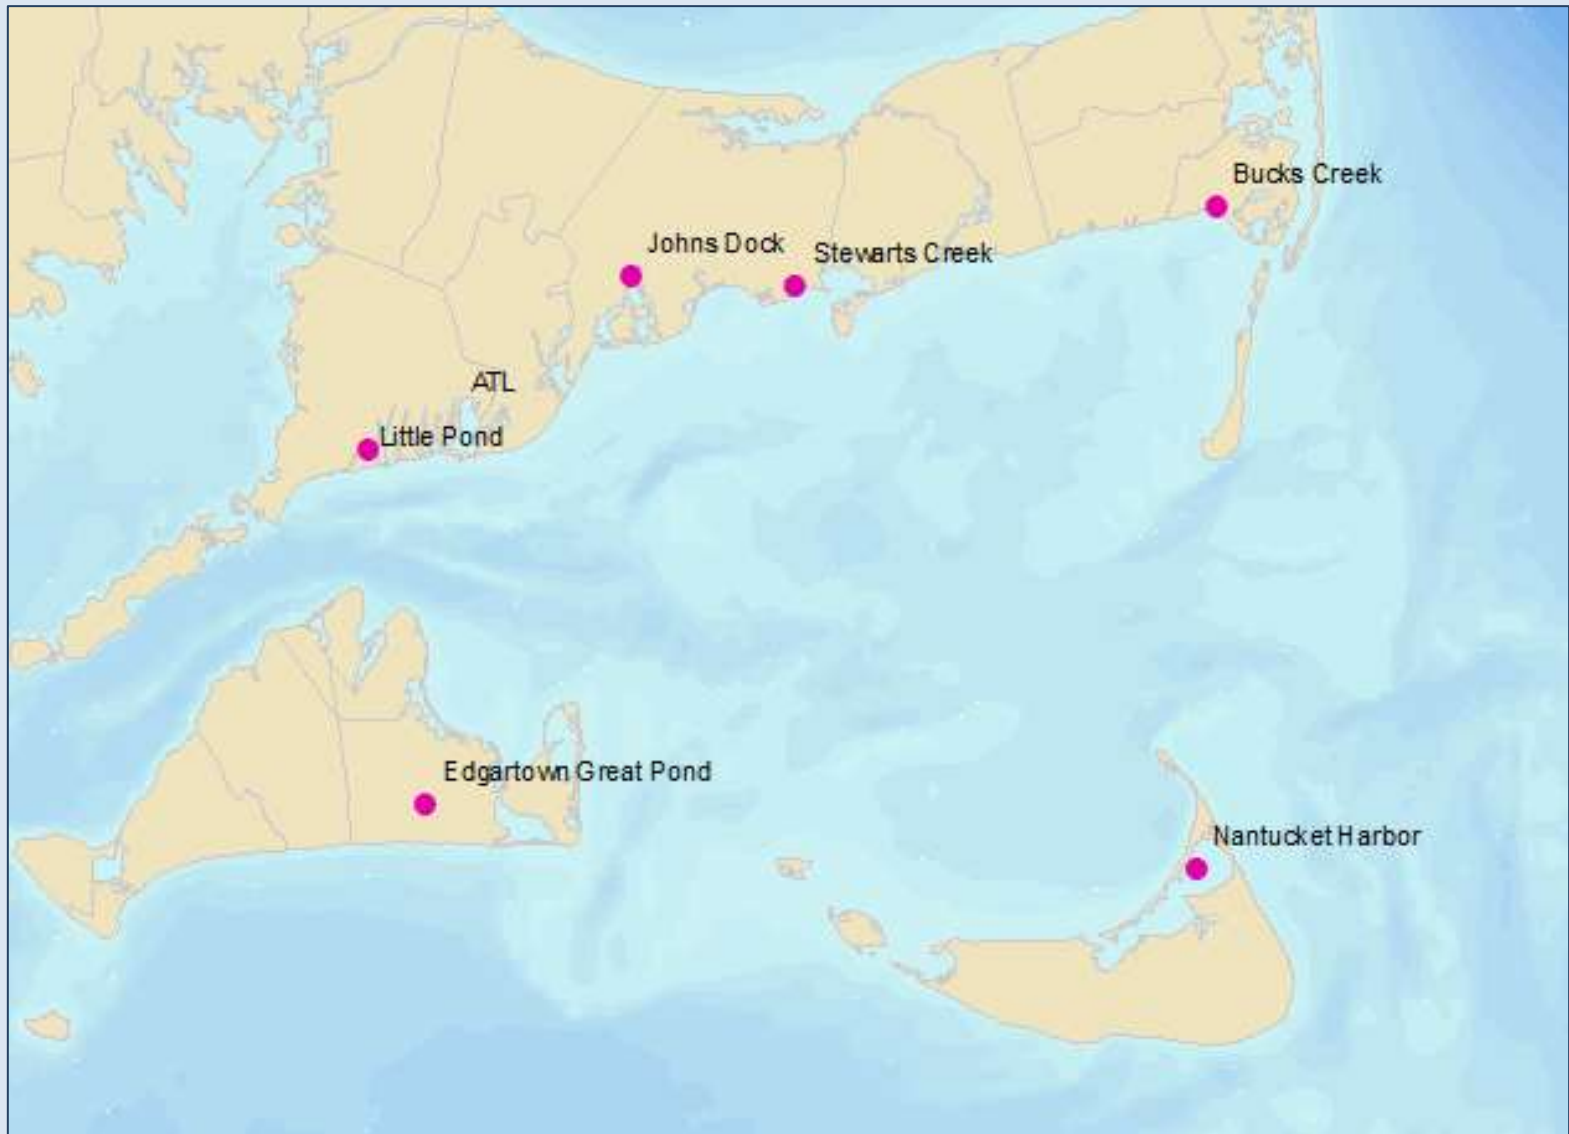 Bucks Creek
Johns Dock
Stewarts Creek
ATL
Little Pond
Edgartown Great Pond
Nantucket Harbor